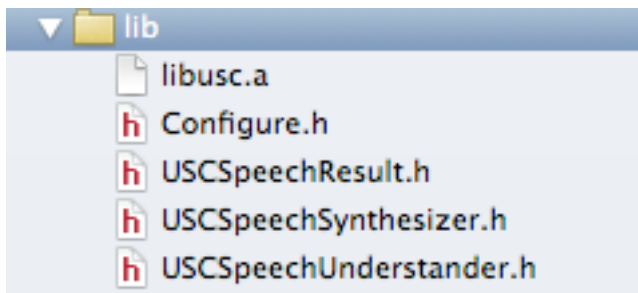 lib
libusc.a
h Configure.h
h USCSpeechResult.h
h USCSpeechSynthesizer.h
h USCSpeechUnderstander.h